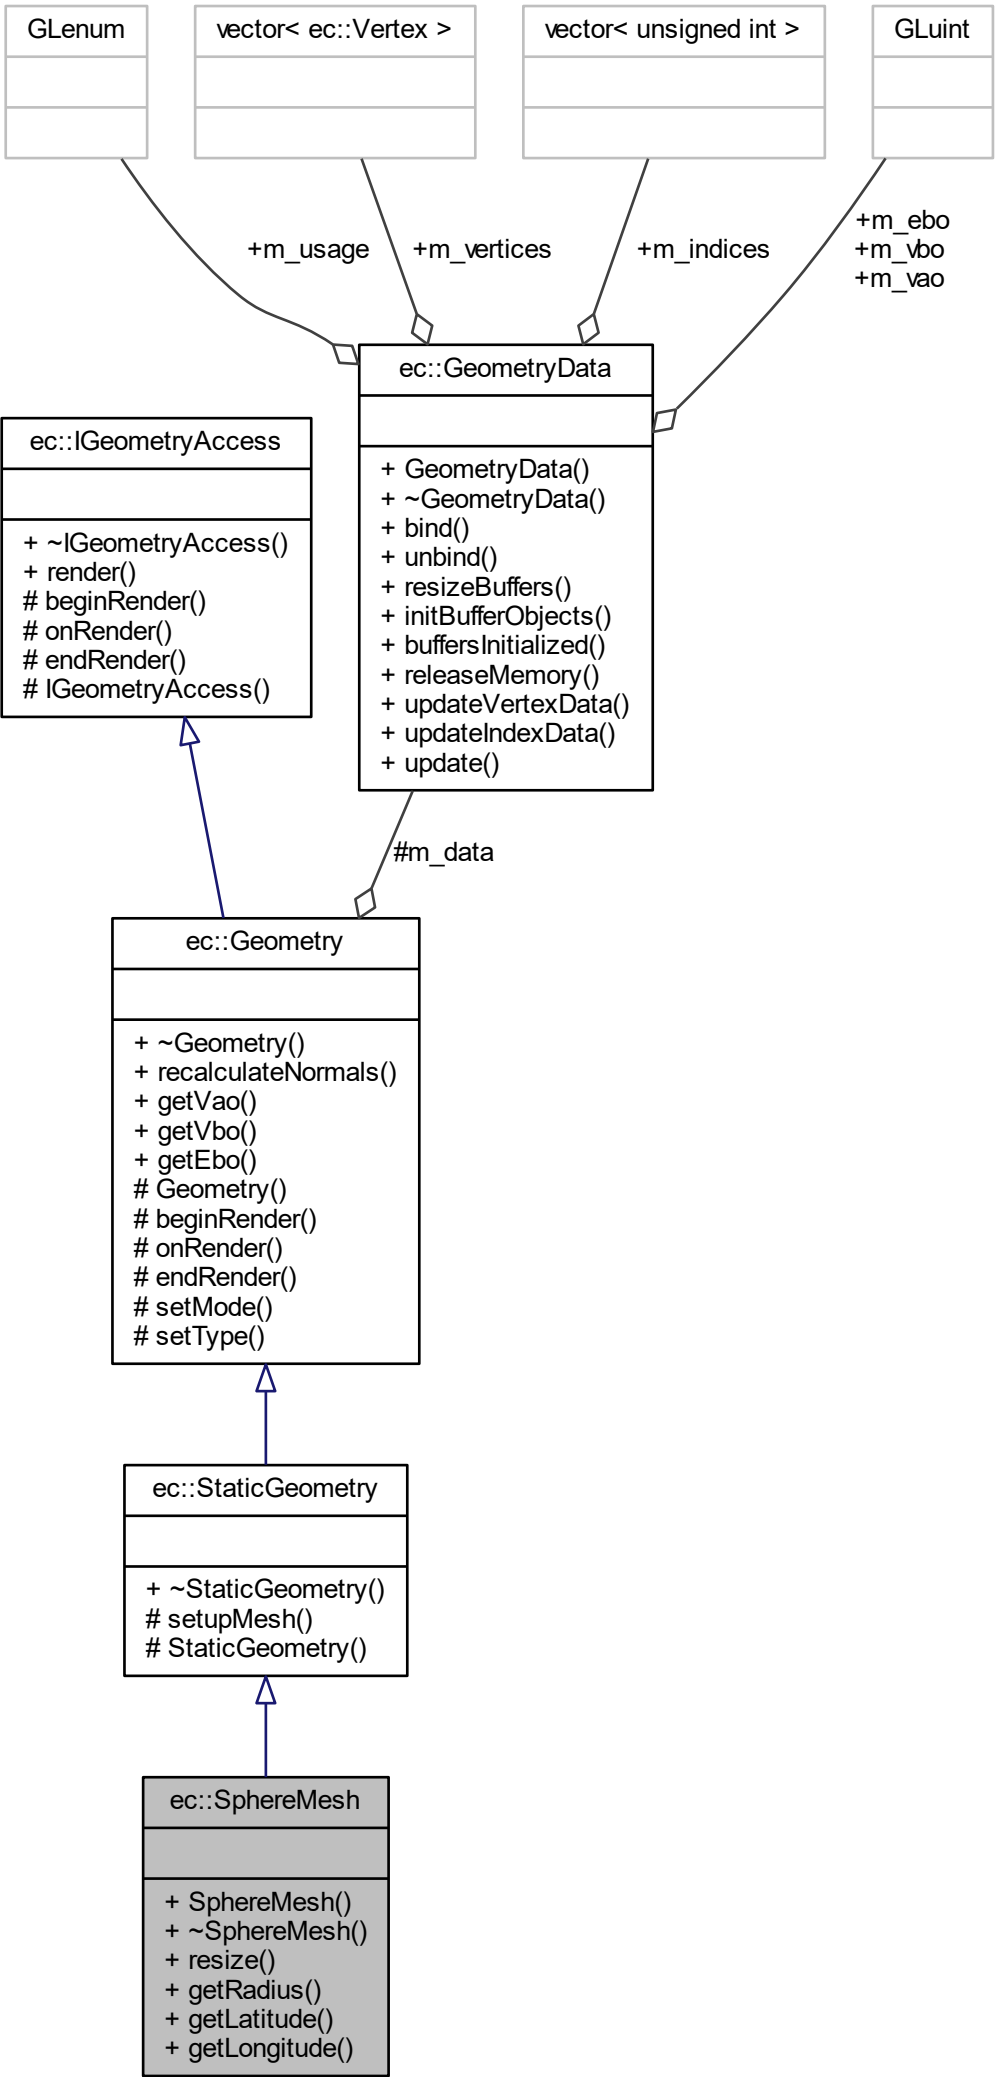 GLenum
vector< ec::Vertex >
vector< unsigned int >
GLuint
+m_usage
+m_vertices
+m_indices
+m_ebo
+m_vbo
+m_vao
ec::GeometryData
+ GeometryData()
+ ~GeometryData()
+ bind()
+ unbind()
+ resizeBuffers()
+ initBufferObjects()
+ buffersInitialized()
+ releaseMemory()
+ updateVertexData()
+ updateIndexData()
+ update()
ec::IGeometryAccess
+ ~IGeometryAccess()
+ render()
# beginRender()
# onRender()
# endRender()
# IGeometryAccess()
#m_data
ec::Geometry
+ ~Geometry()
+ recalculateNormals()
+ getVao()
+ getVbo()
+ getEbo()
# Geometry()
# beginRender()
# onRender()
# endRender()
# setMode()
# setType()
ec::StaticGeometry
+ ~StaticGeometry()
# setupMesh()
# StaticGeometry()
ec::SphereMesh
+ SphereMesh()
+ ~SphereMesh()
+ resize()
+ getRadius()
+ getLatitude()
+ getLongitude()